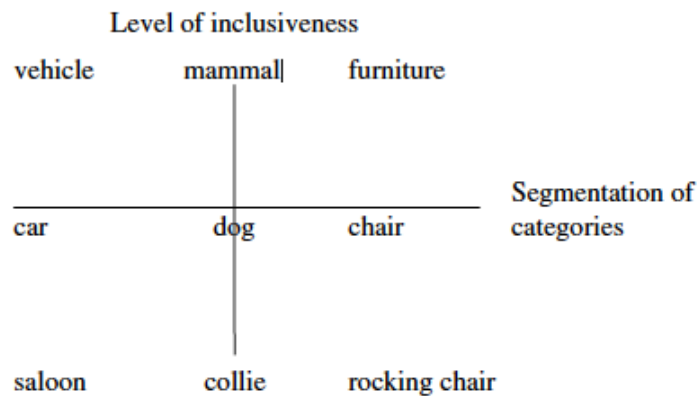 Level of inclusiveness
vehicle mammal furniture
Segmentation of
car dog chair categories
saloon collie rocking chair